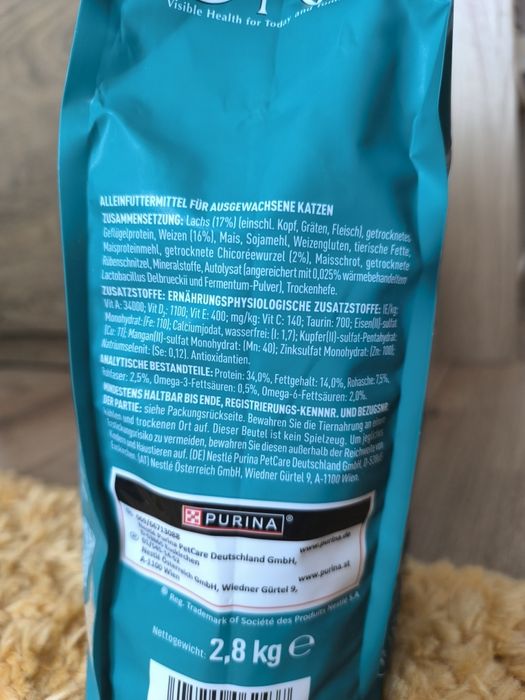 Visible Health for Today and
ALLEINFUTTERMITTEL FÜR AUSGEWACHSENE KATZEN
ZUSAMMENSETZUNG: Lachs (17%) (einschl. Kopf, Gräten, Fleisch), getrocknetes
Geflügelprotein, Weizen (16%), Mais, Sojamehl, Weizengluten, tierische Fette,
Maisproteinmehl, getrocknete Chicoréewurzel (2%), Maisschrot, getrocknete
Rübenschnitzel, Mineralstoffe, Autolysat (angereichert mit 0,025% wärmebehandeltem
Lactobacillus Delbrueckii und Fermentum-Pulver), Trockenhefe.
ZUSATZSTOFFE: ERNÄHRUNGSPHYSIOLOGISCHE ZUSATZSTOFFE: IE/kg:
Vit A: 34000; Vit D₃: 1100; Vit E: 400; mg/kg: Vit C: 140; Taurin: 700; Eisen(II)-sulfat
Monohydrat: (Fe: 110); Calciumjodat, wasserfrei: (I: 1,7); Kupfer(II)-sulfat-Pentahydrat:
(Cu: 11); Mangan(II)-sulfat Monohydrat: (Mn: 40); Zinksulfat Monohydrat: (Zn: 100);
Natriumselenit: (Se: 0,12). Antioxidantien.
ANALYTISCHE BESTANDTEILE: Protein: 34,0%, Fettgehalt: 14,0%, Rohasche: 7,5%,
Rohfaser: 2,5%, Omega-3-Fettsäuren: 0,5%, Omega-6-Fettsäuren: 2,0%.
MINDESTENS HALTBAR BIS ENDE, REGISTRIERUNGS-KENNNR. UND BEZUGSNR.
DER PARTIE: siehe Packungsrückseite. Bewahren Sie die Tiernahrung an einem
kühlen und trockenen Ort auf. Dieser Beutel ist kein Spielzeug. Um jegliches
Erstickungsrisiko zu vermeiden, bewahren Sie diesen außerhalb der Reichweite von
Kindern und Haustieren auf. (DE) Nestlé Purina PetCare Deutschland GmbH,
Euskirchen. (AT) Nestlé Österreich GmbH, Wiedner Gürtel 9, A-1100 Wien.
PURINA®
www.purina.de
PetCare Deutschland GmbH,
Euskirchen
www.purina.at
Nestlé Österreich GmbH, Wiedner Gürtel 9,
A-1100 Wien
® Reg. Trademark of Société des Produits Nestlé S.A.
Nettogewicht: 2,8 kg ℮